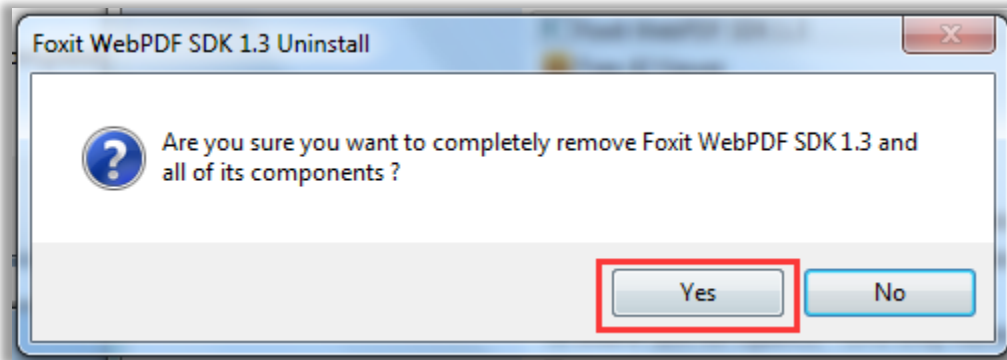 Foxit WebPDF SDK 1.3 Uninstall
Are you sure you want to completely remove Foxit WebPDF SDK 1.3 and
all of its components ?
Yes
No